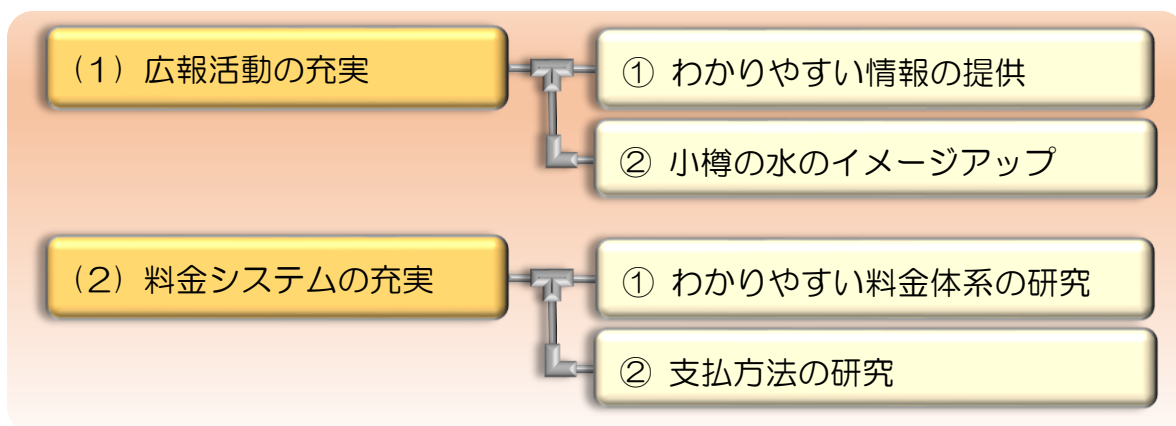 (1) 広報活動の充実
① わかりやすい情報の提供
② 小樽の水のイメージアップ
(2) 料金システムの充実
① わかりやすい料金体系の研究
② 支払方法の研究